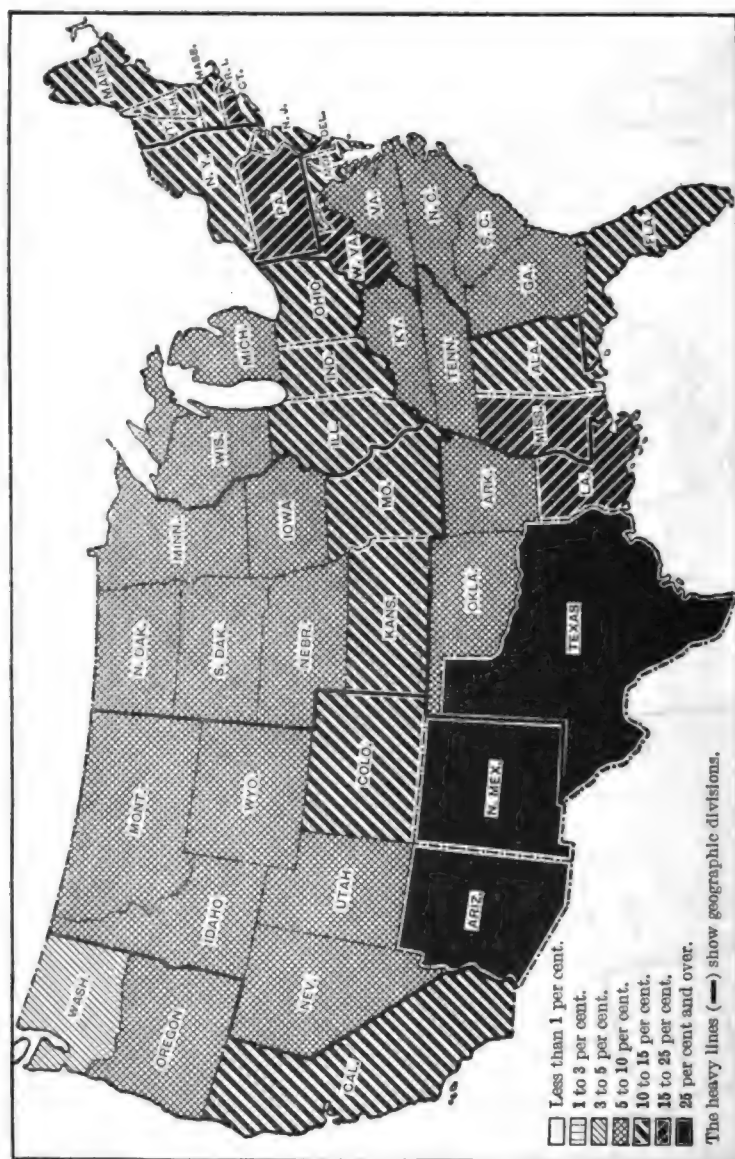 WASH.
OREGON
CAL.
NEV.
IDAHO
MONT.
WYO.
UTAH
COLO.
ARIZ.
N. MEX.
N. DAK.
S. DAK.
NEBR.
KANS.
OKLA.
TEXAS
MINN.
IOWA
MO.
ARK.
LA.
WIS.
MICH.
ILL.
IND.
OHIO
KY.
TENN.
MISS.
ALA.
GA.
FLA.
S. C.
N. C.
VA.
W. VA.
PA.
N. Y.
N. J.
DEL.
MD.
VT.
N. H.
MAINE
MASS.
R. I.
CT.
Less than 1 per cent.
1 to 3 per cent.
3 to 5 per cent.
5 to 10 per cent.
10 to 15 per cent.
15 to 25 per cent.
25 per cent and over.
The heavy lines (━) show geographic divisions.